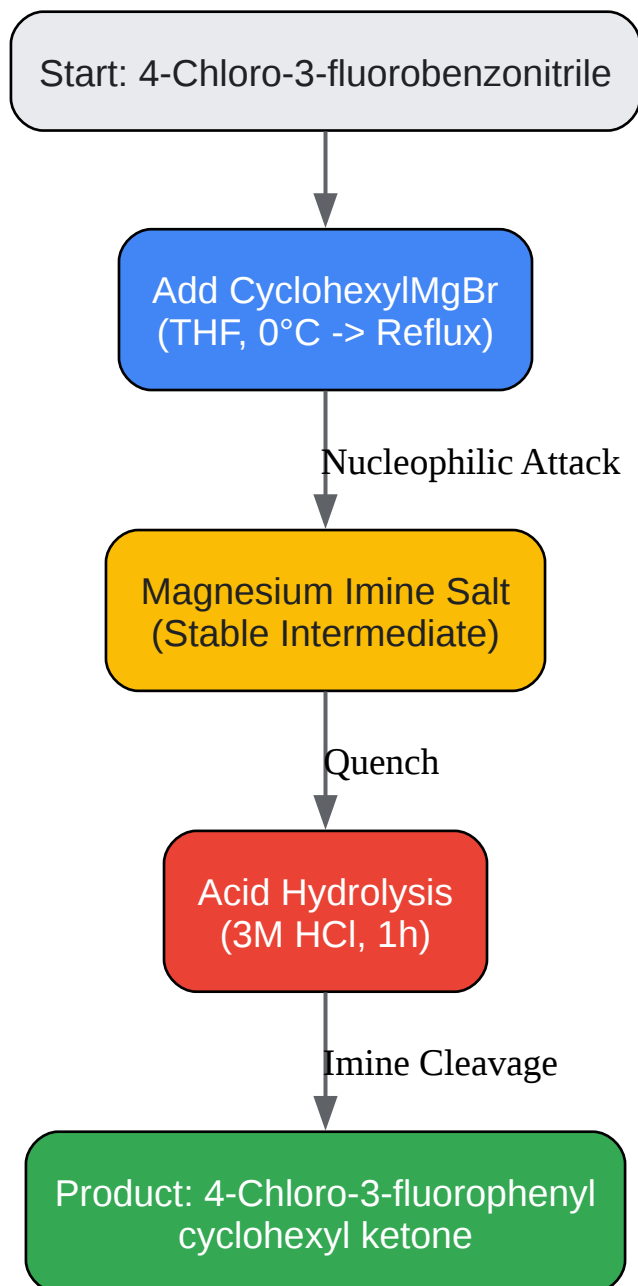 Start: 4-Chloro-3-fluorobenzonitrile
Add CyclohexylMgBr
(THF, 0°C -> Reflux)
Nucleophilic Attack
Magnesium Imine Salt
(Stable Intermediate)
Quench
Acid Hydrolysis
(3M HCl, 1h)
Imine Cleavage
Product: 4-Chloro-3-fluorophenyl
cyclohexyl ketone